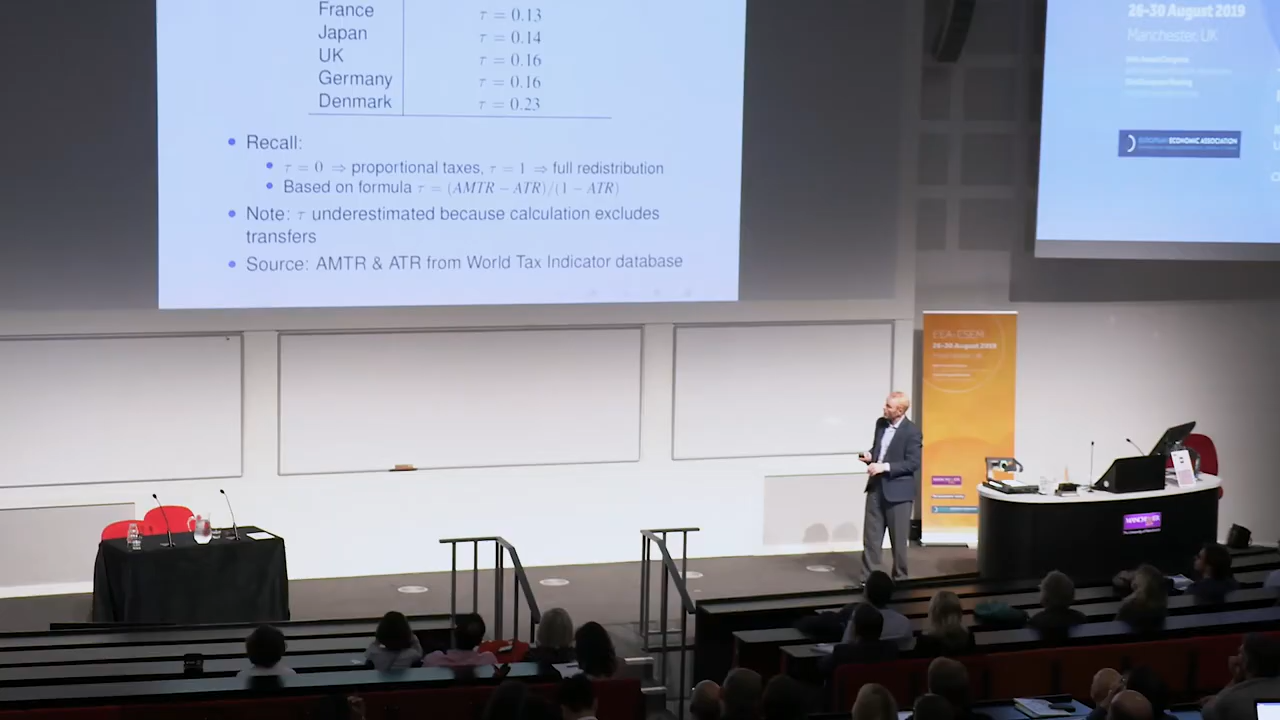 France τ = 0.13
Japan τ = 0.14
UK τ = 0.16
Germany τ = 0.16
Denmark τ = 0.23
• Recall:
• τ = 0 ⇒ proportional taxes, τ = 1 ⇒ full redistribution
• Based on formula τ = (AMTR − ATR)/(1 − ATR)
• Note: τ underestimated because calculation excludes
transfers
• Source: AMTR & ATR from World Tax Indicator database
26-30 August 2019
Manchester, UK
EUROPEAN ECONOMIC ASSOCIATION
EEA-ESEM
26-30 August 2019
MANCHESTER